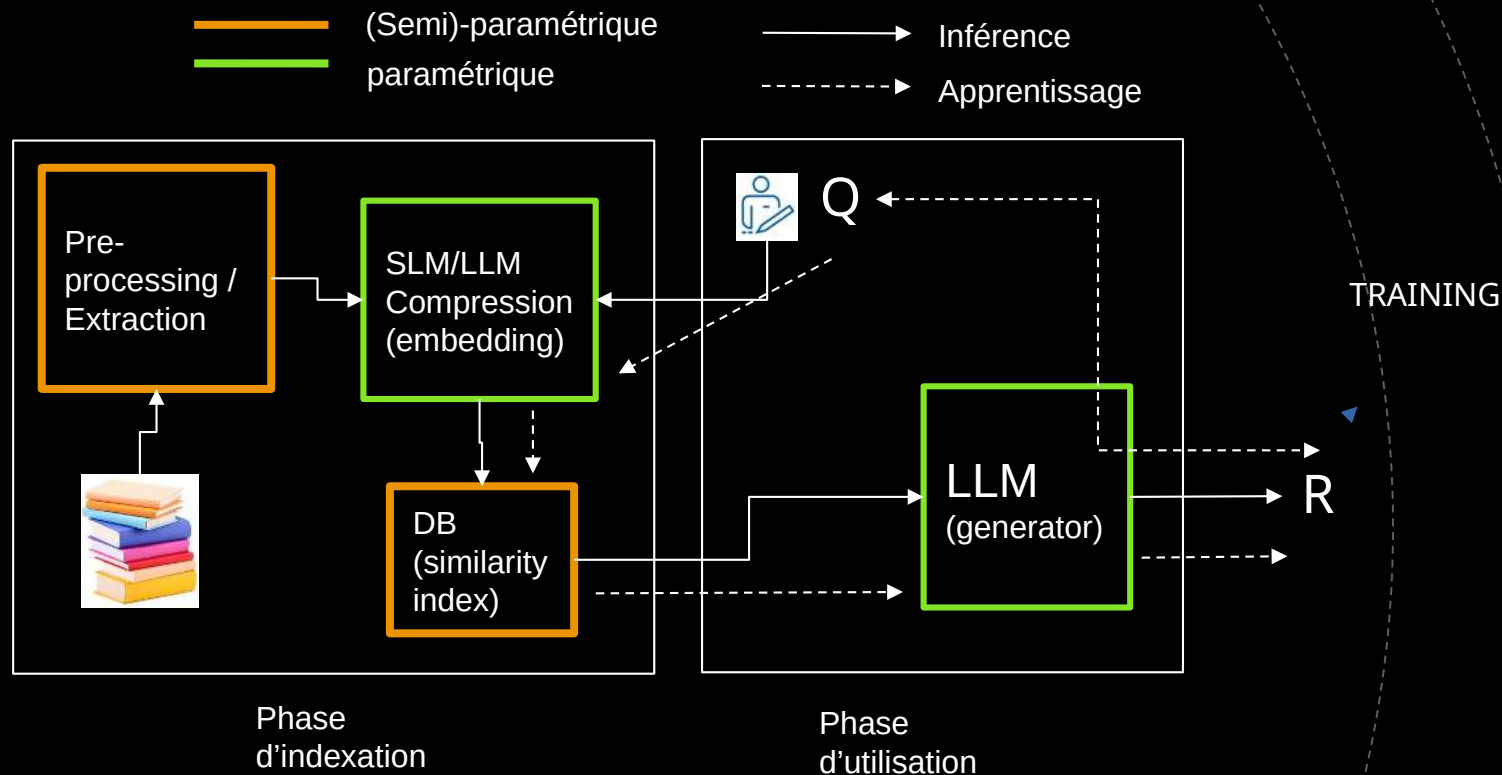 (Semi)-paramétrique
paramétrique
Inférence
Apprentissage
Pre-
processing /
Extraction
SLM/LLM
Compression
(embedding)
DB
(similarity
index)
Q
LLM
(generator)
R
TRAINING
Phase
d’indexation
Phase
d’utilisation